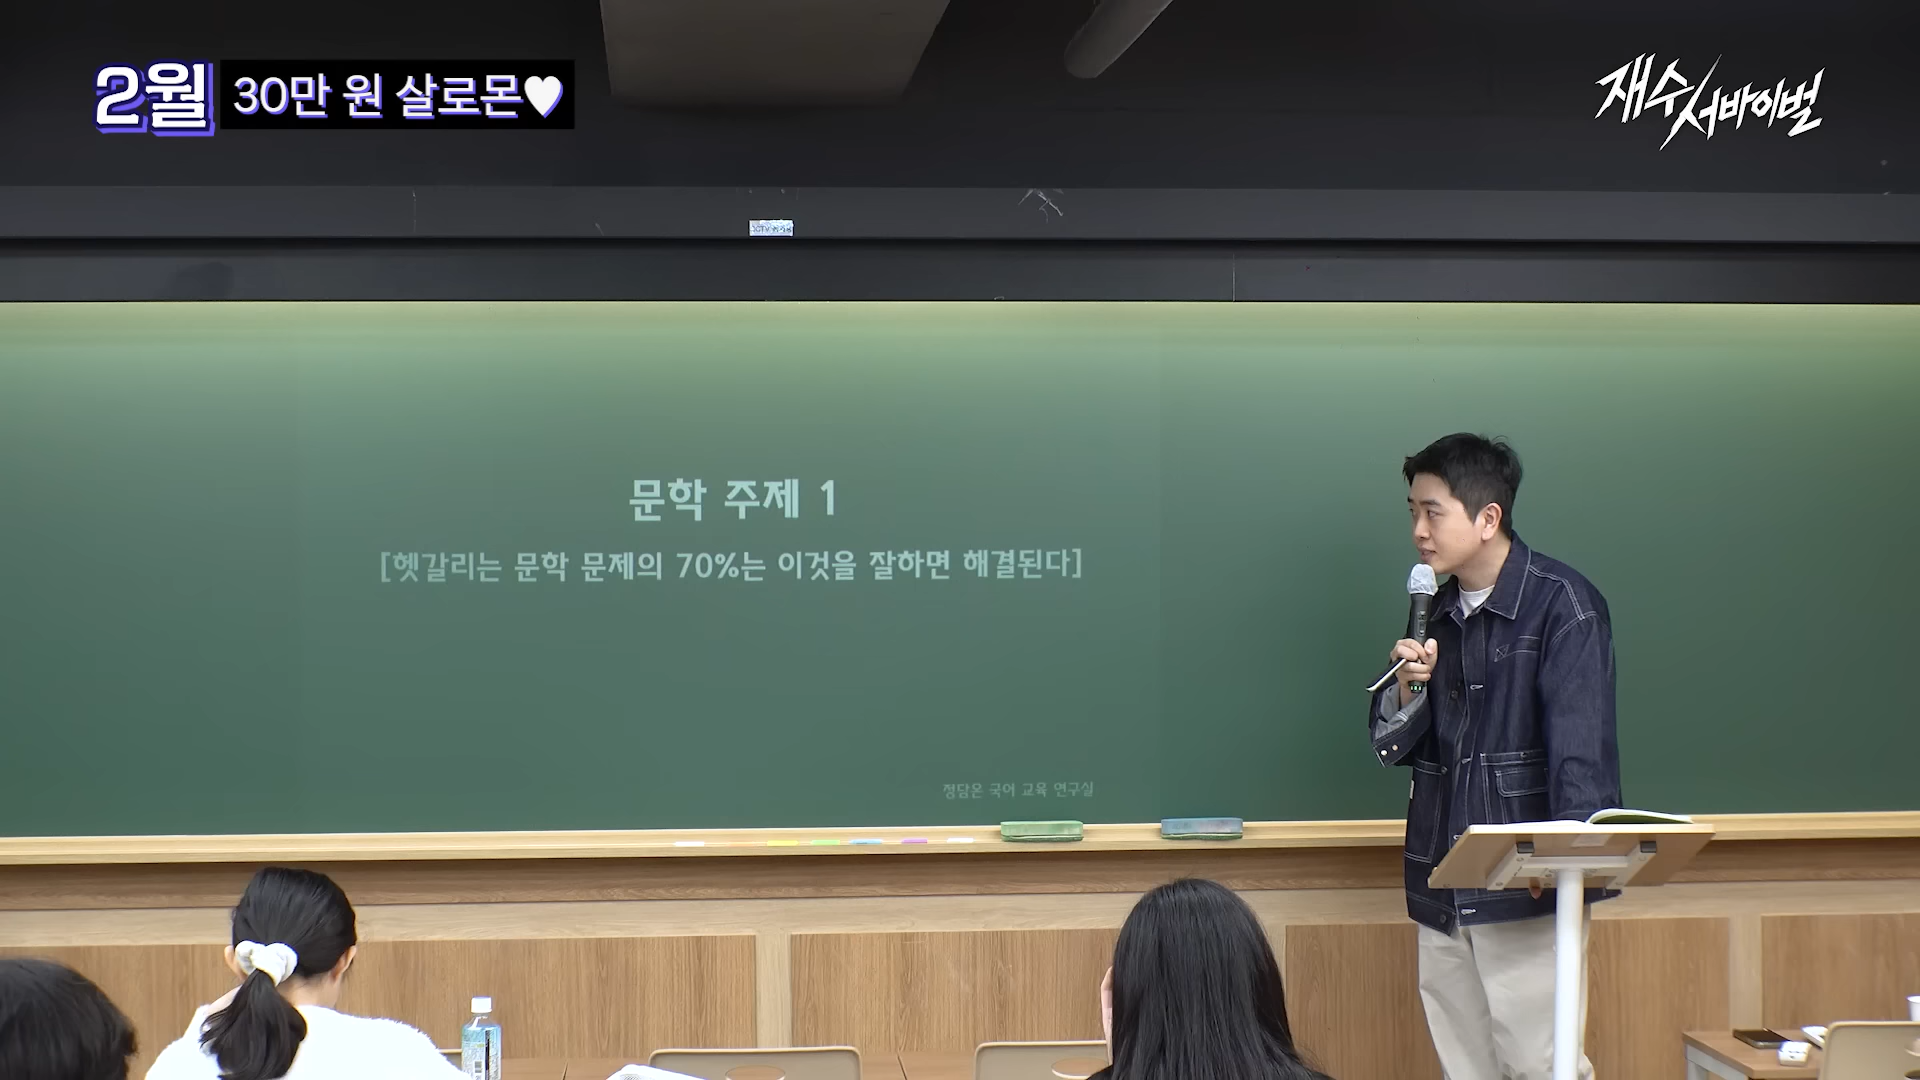 2월 30만 원 살로몬♥
재수 서바이벌
문학 주제 1
[헷갈리는 문학 문제의 70%는 이것을 잘하면 해결된다]
정담온 국어 교육 연구실